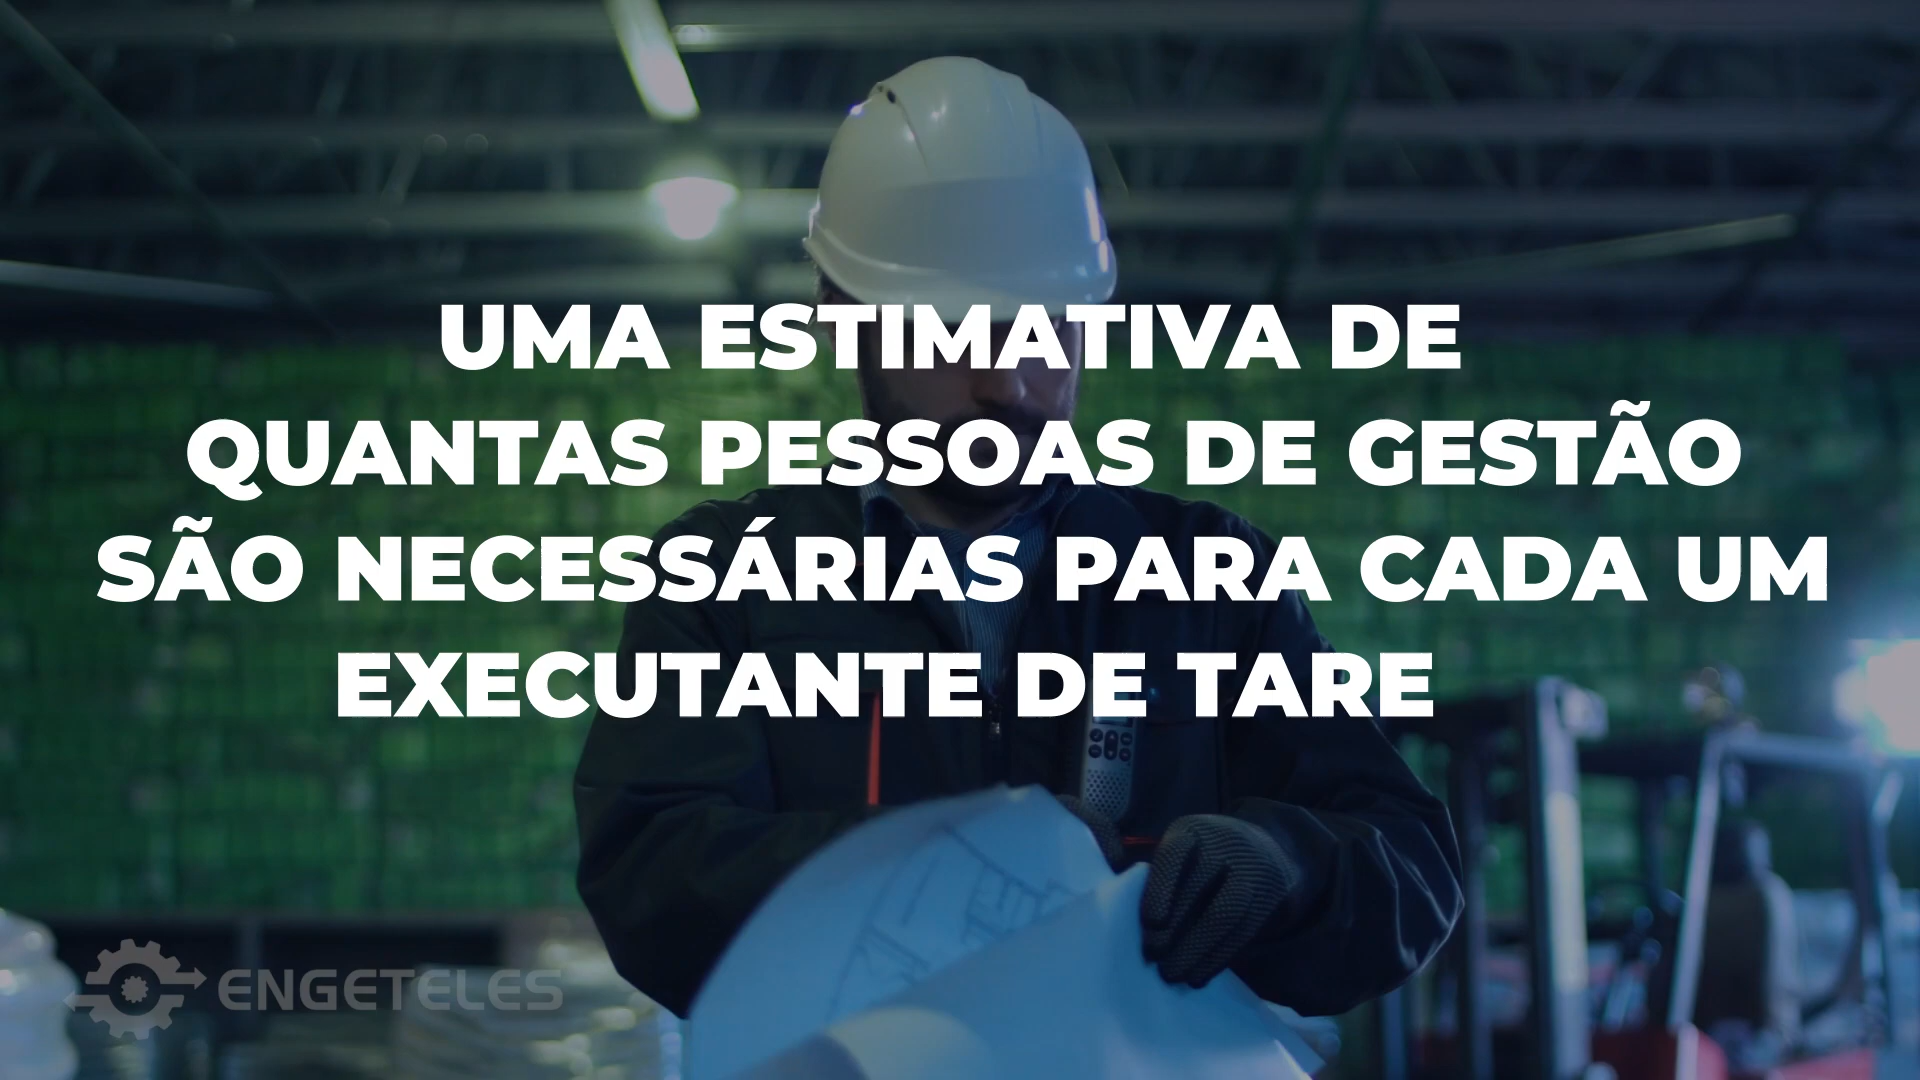 UMA ESTIMATIVA DE
QUANTAS PESSOAS DE GESTÃO
SÃO NECESSÁRIAS PARA CADA UM
EXECUTANTE DE TARE
ENGETELES